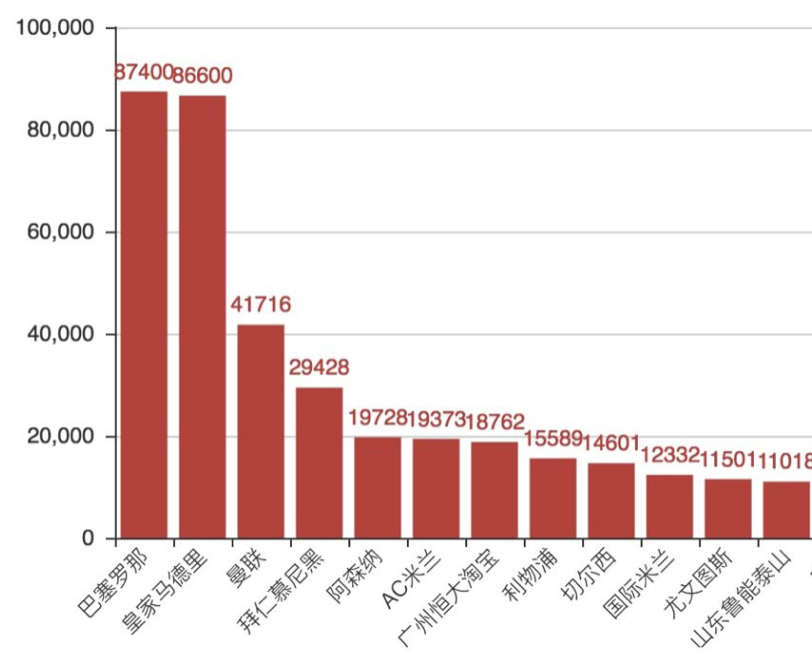 100,000
80,000
60,000
40,000
20,000
0
87400
86600
41716
29428
19728
19373
18762
15589
14601
12332
11501
11018
巴塞罗那
皇家马德里
曼联
拜仁慕尼黑
阿森纳
AC米兰
广州恒大淘宝
利物浦
切尔西
国际米兰
尤文图斯
山东鲁能泰山